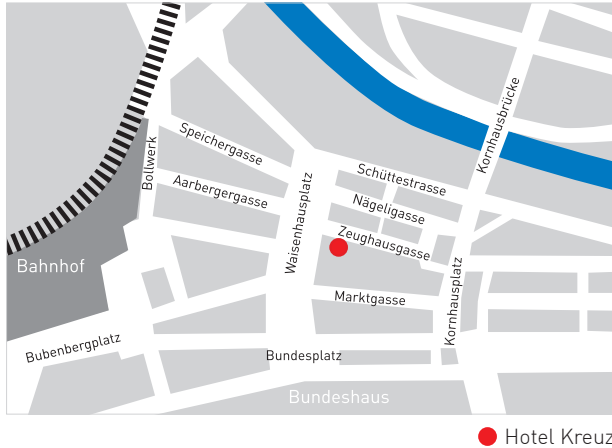 Speichergasse
Bollwerk
Aarbergergasse
Waisenhausplatz
Schüttestrasse
Nägeligasse
Zeughausgasse
Kornhausbrücke
Bahnhof
Marktgasse
Kornhausplatz
Bubenbergplatz
Bundesplatz
Bundeshaus
Hotel Kreuz